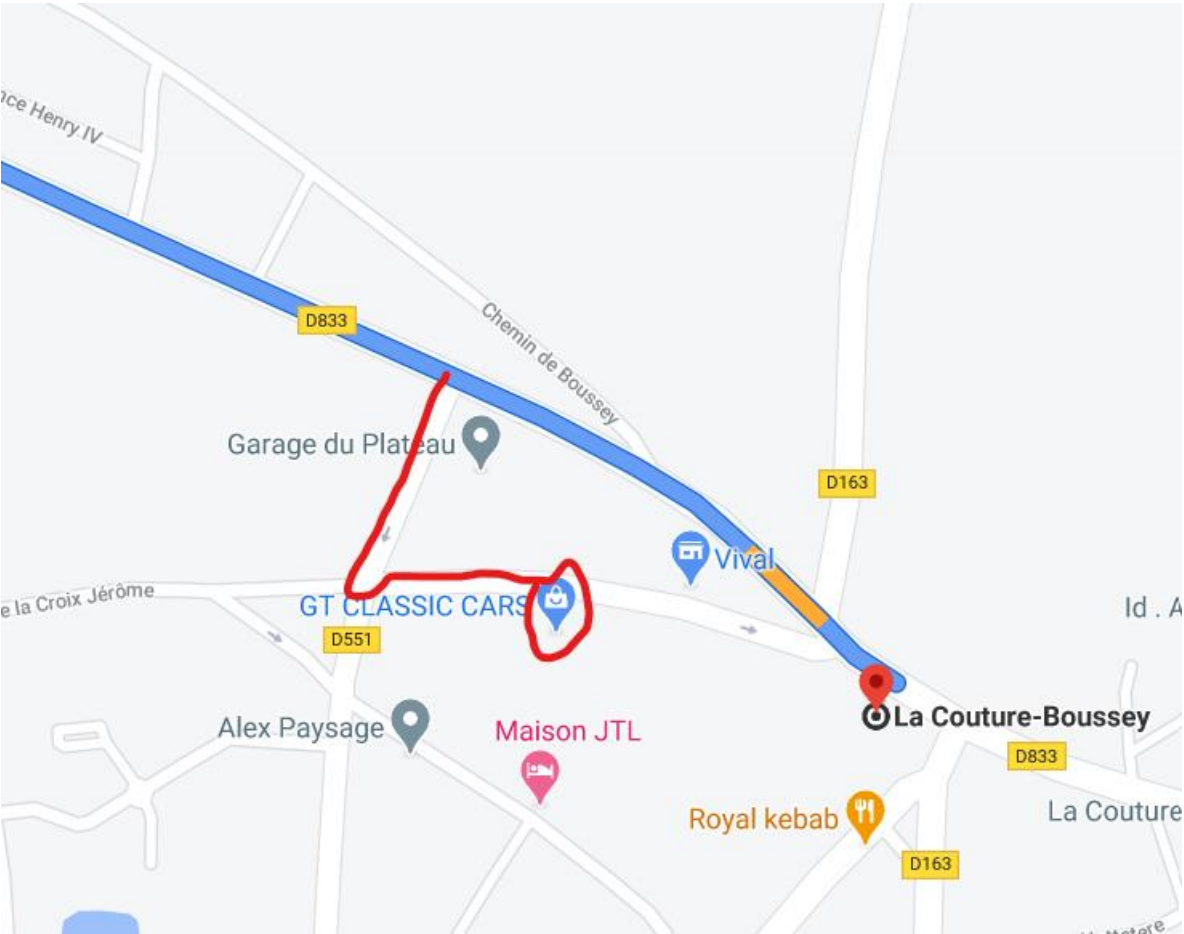 nce Henry IV
D833
Chemin de Boussey
Garage du Plateau
D163
Vival
e la Croix Jérôme
GT CLASSIC CARS
Id . A
D551
La Couture-Boussey
Alex Paysage
Maison JTL
D833
Royal kebab
La Couture
D163